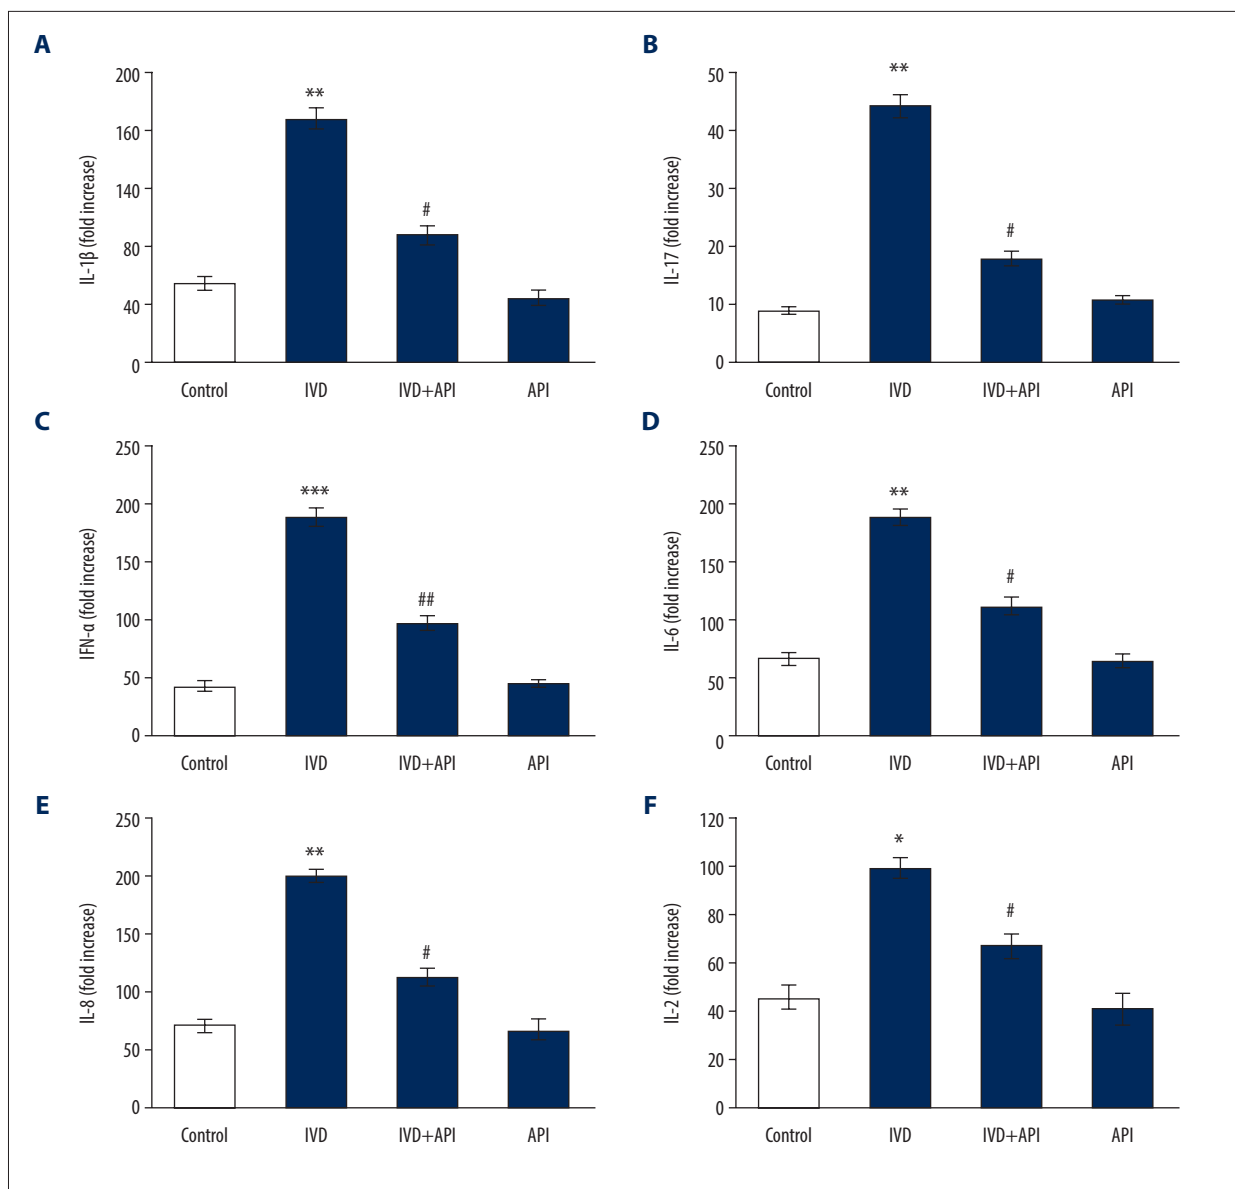 A
IL-1β (fold increase)
200
160
140
80
40
0
**
#
Control IVD IVD+API API
B
IL-17 (fold increase)
50
40
30
20
10
0
**
#
Control IVD IVD+API API
C
IFN-α (fold increase)
250
200
150
100
50
0
***
##
Control IVD IVD+API API
D
IL-6 (fold increase)
250
200
150
100
50
0
**
#
Control IVD IVD+API API
E
IL-8 (fold increase)
250
200
150
100
50
0
**
#
Control IVD IVD+API API
F
IL-2 (fold increase)
120
100
80
60
40
20
0
*
#
Control IVD IVD+API API